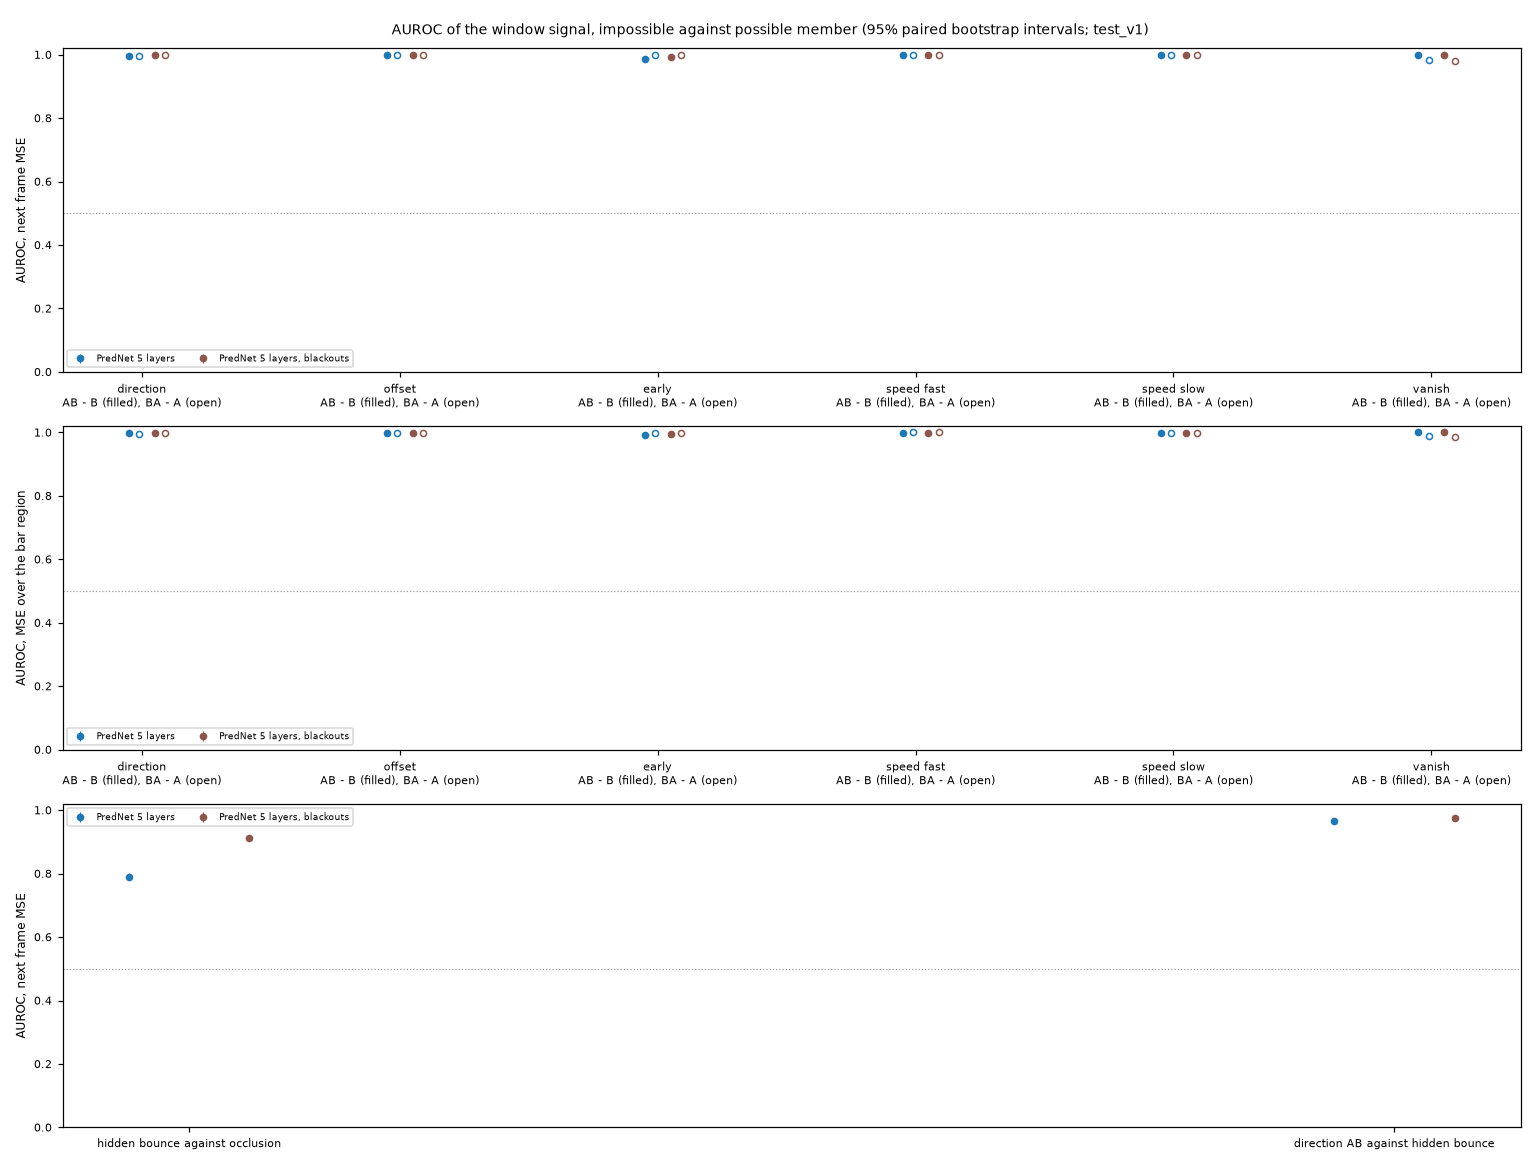 AUROC of the window signal, impossible against possible member (95% paired bootstrap intervals; test_v1)
AUROC, next frame MSE
1.0
0.8
0.6
0.4
0.2
0.0
PredNet 5 layers
PredNet 5 layers, blackouts
direction
AB - B (filled), BA - A (open)
offset
AB - B (filled), BA - A (open)
early
AB - B (filled), BA - A (open)
speed fast
AB - B (filled), BA - A (open)
speed slow
AB - B (filled), BA - A (open)
vanish
AB - B (filled), BA - A (open)
AUROC, MSE over the bar region
1.0
0.8
0.6
0.4
0.2
0.0
PredNet 5 layers
PredNet 5 layers, blackouts
direction
AB - B (filled), BA - A (open)
offset
AB - B (filled), BA - A (open)
early
AB - B (filled), BA - A (open)
speed fast
AB - B (filled), BA - A (open)
speed slow
AB - B (filled), BA - A (open)
vanish
AB - B (filled), BA - A (open)
AUROC, next frame MSE
1.0
0.8
0.6
0.4
0.2
0.0
PredNet 5 layers
PredNet 5 layers, blackouts
hidden bounce against occlusion
direction AB against hidden bounce